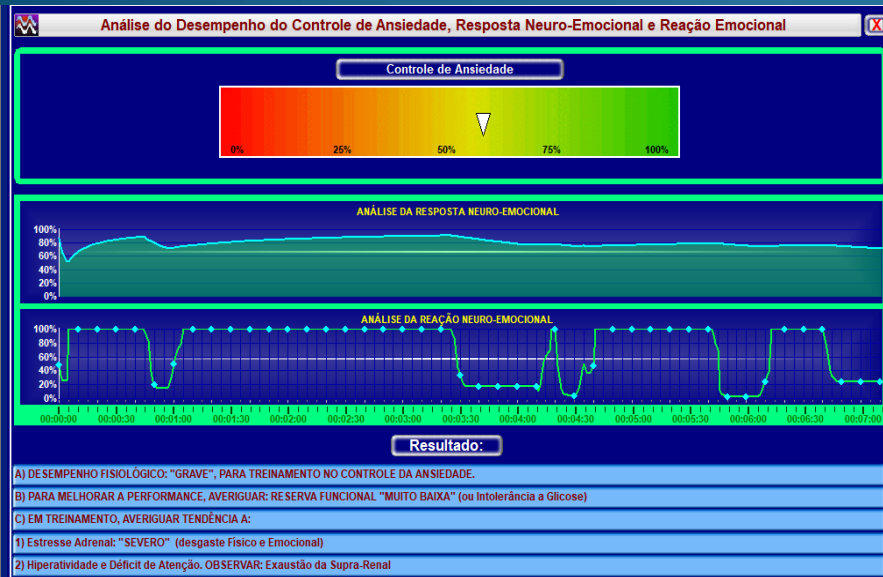 Análise do Desempenho do Controle de Ansiedade, Resposta Neuro-Emocional e Reação Emocional
X
Controle de Ansiedade
0% 25% 50% 75% 100%
ANÁLISE DA RESPOSTA NEURO-EMOCIONAL
100%
80%
60%
40%
20%
0%
ANÁLISE DA REAÇÃO NEURO-EMOCIONAL
100%
80%
60%
40%
20%
0%
00:00:00 00:00:30 00:01:00 00:01:30 00:02:00 00:02:30 00:03:00 00:03:30 00:04:00 00:04:30 00:05:00 00:05:30 00:06:00 00:06:30 00:07:00
Resultado:
A) DESEMPENHO FISIOLÓGICO: "GRAVE", PARA TREINAMENTO NO CONTROLE DA ANSIEDADE.
B) PARA MELHORAR A PERFORMANCE, AVERIGUAR: RESERVA FUNCIONAL "MUITO BAIXA" (ou Intolerância a Glicose)
C) EM TREINAMENTO, AVERIGUAR TENDÊNCIA A:
1) Estresse Adrenal: "SEVERO" (desgaste Físico e Emocional)
2) Hiperatividade e Déficit de Atenção. OBSERVAR: Exaustão da Supra-Renal